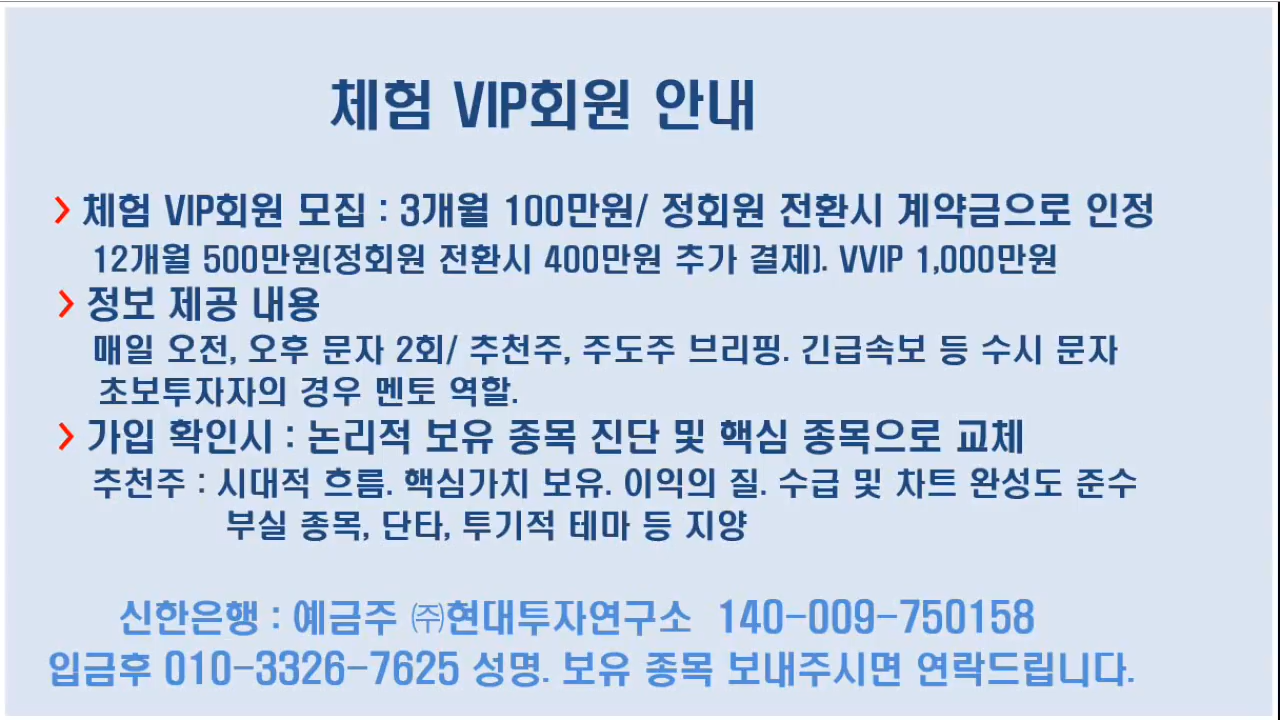 체험 VIP회원 안내
> 체험 VIP회원 모집 : 3개월 100만원/ 정회원 전환시 계약금으로 인정
12개월 500만원(정회원 전환시 400만원 추가 결제). VVIP 1,000만원
> 정보 제공 내용
매일 오전, 오후 문자 2회/ 추천주, 주도주 브리핑. 긴급속보 등 수시 문자
초보투자자의 경우 멘토 역할.
> 가입 확인시 : 논리적 보유 종목 진단 및 핵심 종목으로 교체
추천주 : 시대적 흐름. 핵심가치 보유. 이익의 질. 수급 및 차트 완성도 준수
부실 종목, 단타, 투기적 테마 등 지양
신한은행 : 예금주 ㈜현대투자연구소 140-009-750158
입금후 010-3326-7625 성명. 보유 종목 보내주시면 연락드립니다.